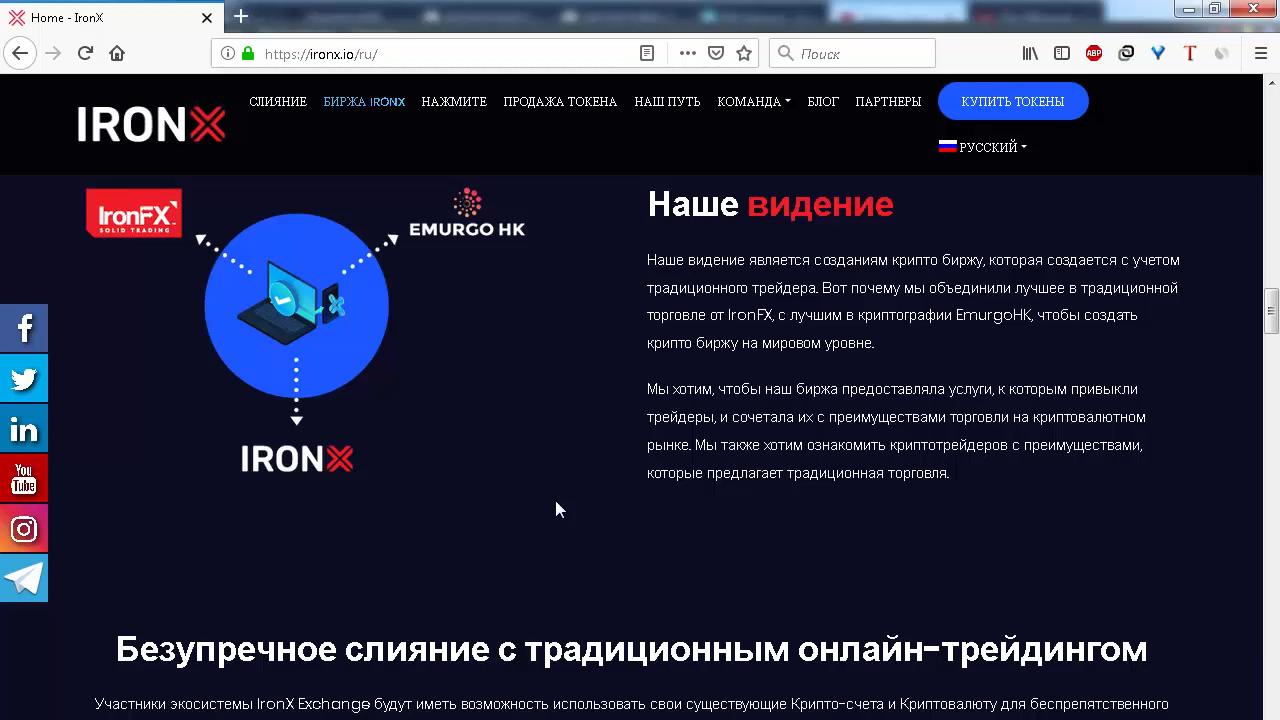 Home - IronX
https://ironx.io/ru/
Поиск
ABP
T
IRONX
СЛИЯНИЕ БИРЖА IRONX НАЖМИТЕ ПРОДАЖА ТОКЕНА НАШ ПУТЬ КОМАНДА БЛОГ ПАРТНЕРЫ КУПИТЬ ТОКЕНЫ
РУССКИЙ
IronFX
SOLID TRADING
EMURGO HK
IRONX
Наше видение
Наше видение является созданиям крипто биржу, которая создается с учетом
традиционного трейдера. Вот почему мы объединили лучшее в традиционной
торговле от IronFX, с лучшим в криптографии EmurgoHK, чтобы создать
крипто биржу на мировом уровне.
Мы хотим, чтобы наш биржа предоставляла услуги, к которым привыкли
трейдеры, и сочетала их с преимуществами торговли на криптовалютном
рынке. Мы также хотим ознакомить криптотрейдеров с преимуществами,
которые предлагает традиционная торговля.
You
Tube
Безупречное слияние с традиционным онлайн-трейдингом
Участники экосистемы IronX Exchange будут иметь возможность использовать свои существующие Крипто-счета и Криптовалюту для беспрепятственного